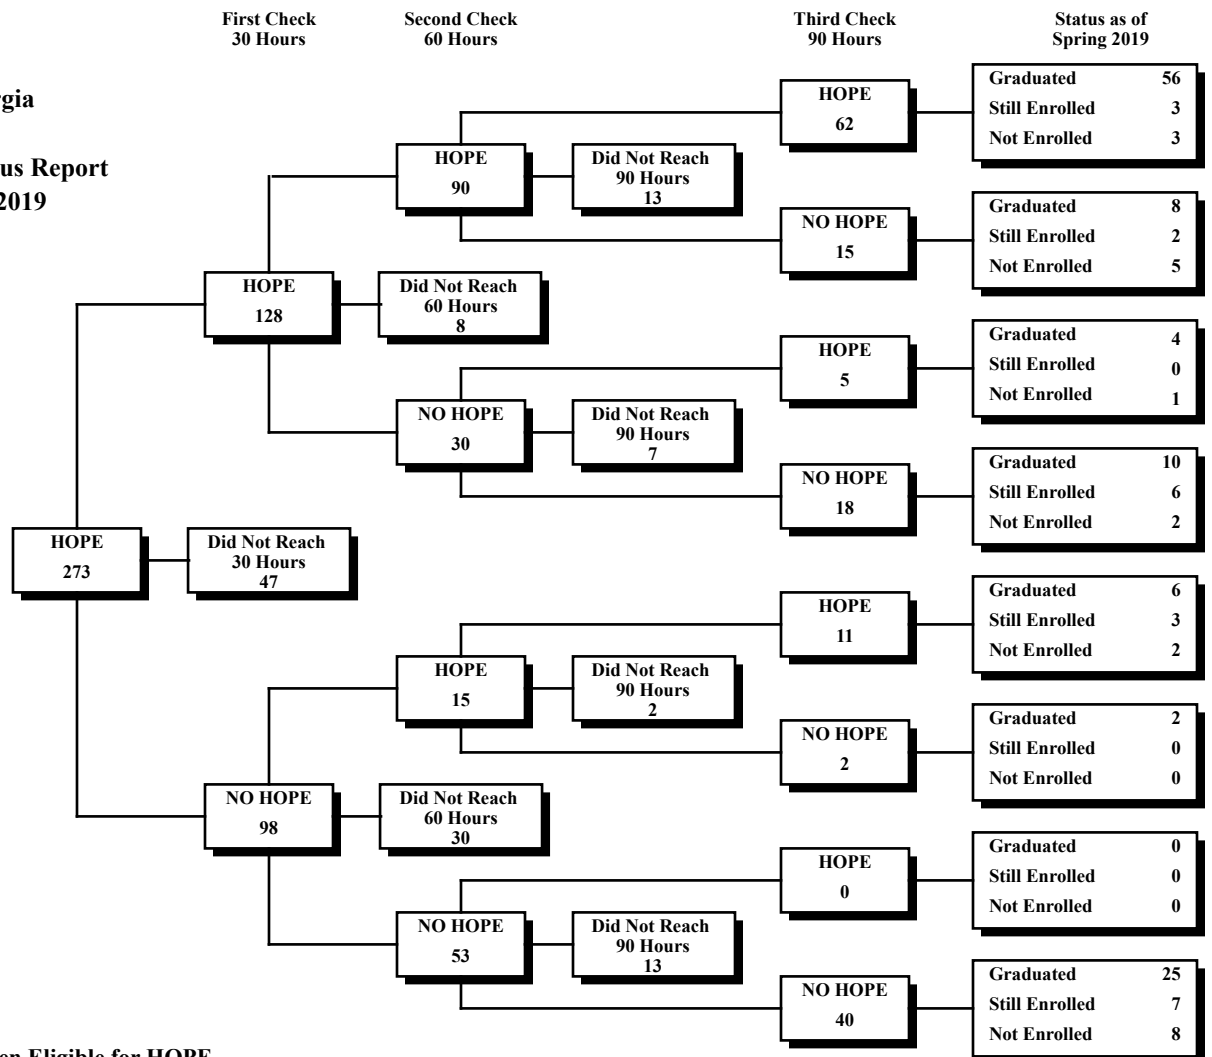 First Check
30 Hours
Second Check
60 Hours
Third Check
90 Hours
Status as of
Spring 2019
rgia
us Report
2019
HOPE
273
Did Not Reach
30 Hours
47
HOPE
128
Did Not Reach
60 Hours
8
NO HOPE
98
Did Not Reach
60 Hours
30
HOPE
90
Did Not Reach
90 Hours
13
NO HOPE
30
Did Not Reach
90 Hours
7
HOPE
15
Did Not Reach
90 Hours
2
NO HOPE
53
Did Not Reach
90 Hours
13
HOPE
62
Graduated 56
Still Enrolled 3
Not Enrolled 3
NO HOPE
15
Graduated 8
Still Enrolled 2
Not Enrolled 5
HOPE
5
Graduated 4
Still Enrolled 0
Not Enrolled 1
NO HOPE
18
Graduated 10
Still Enrolled 6
Not Enrolled 2
HOPE
11
Graduated 6
Still Enrolled 3
Not Enrolled 2
NO HOPE
2
Graduated 2
Still Enrolled 0
Not Enrolled 0
HOPE
0
Graduated 0
Still Enrolled 0
Not Enrolled 0
NO HOPE
40
Graduated 25
Still Enrolled 7
Not Enrolled 8
en Eligible for HOPE